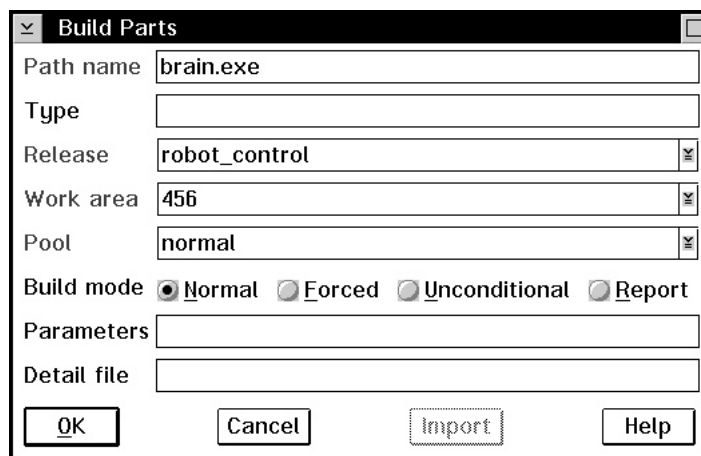 Build Parts
Path name brain.exe
Type
Release robot_control
Work area 456
Pool normal
Build mode Normal Forced Unconditional Report
Parameters
Detail file
OK Cancel Import Help